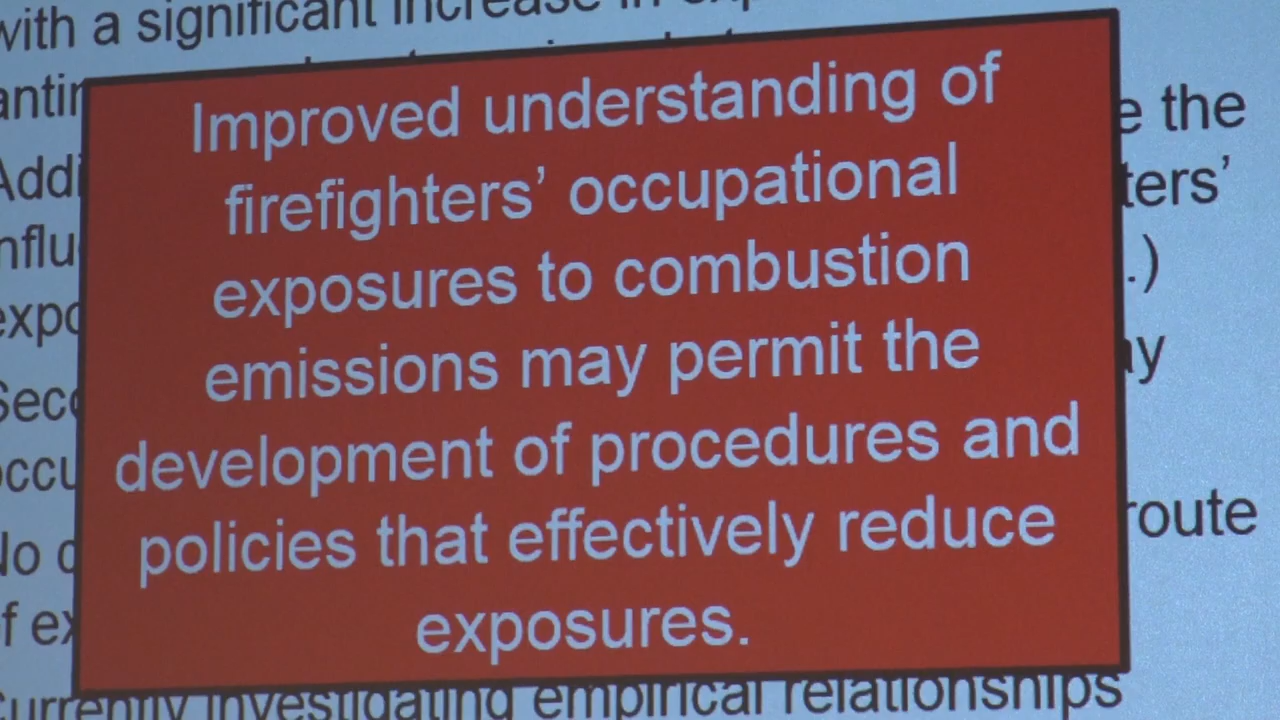 with a significant increase in
the
ters'
.)
Improved understanding of
firefighters' occupational
exposures to combustion
emissions may permit the
development of procedures and
policies that effectively reduce
exposures.
route
Currently investigating empirical relationships